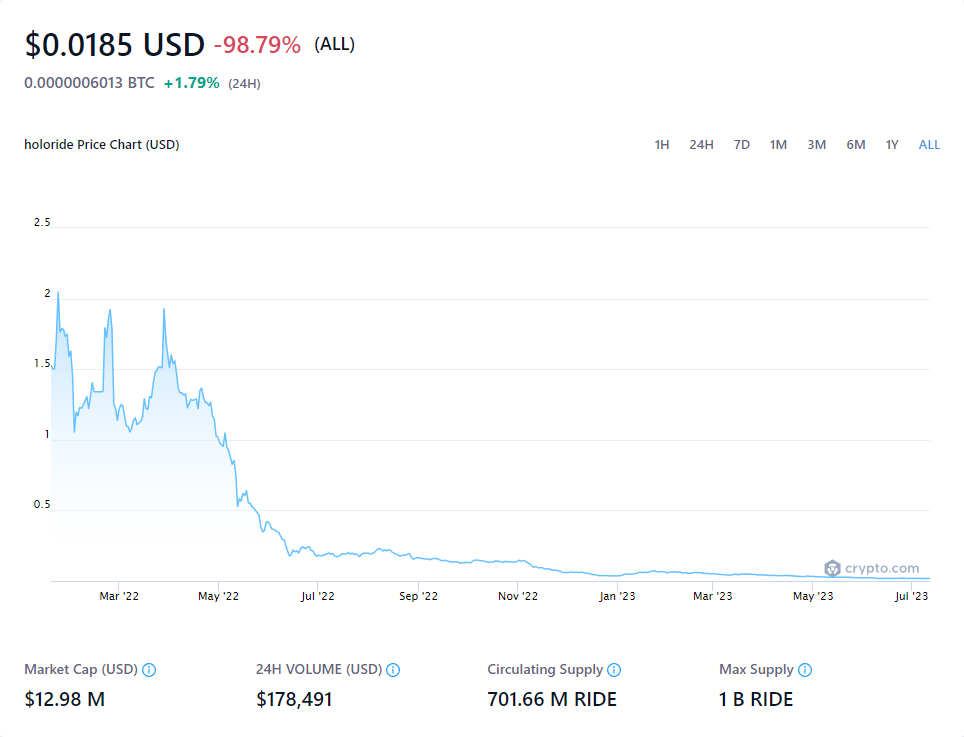 $0.0185 USD -98.79% (ALL)
0.0000006013 BTC +1.79% (24H)
holoride Price Chart (USD) 1H 24H 7D 1M 3M 6M 1Y ALL
2.5
2
1.5
1
0.5
crypto.com
Mar '22 May '22 Jul '22 Sep '22 Nov '22 Jan '23 Mar '23 May '23 Jul '23
Market Cap (USD) 24H VOLUME (USD) Circulating Supply Max Supply
$12.98 M $178,491 701.66 M RIDE 1 B RIDE